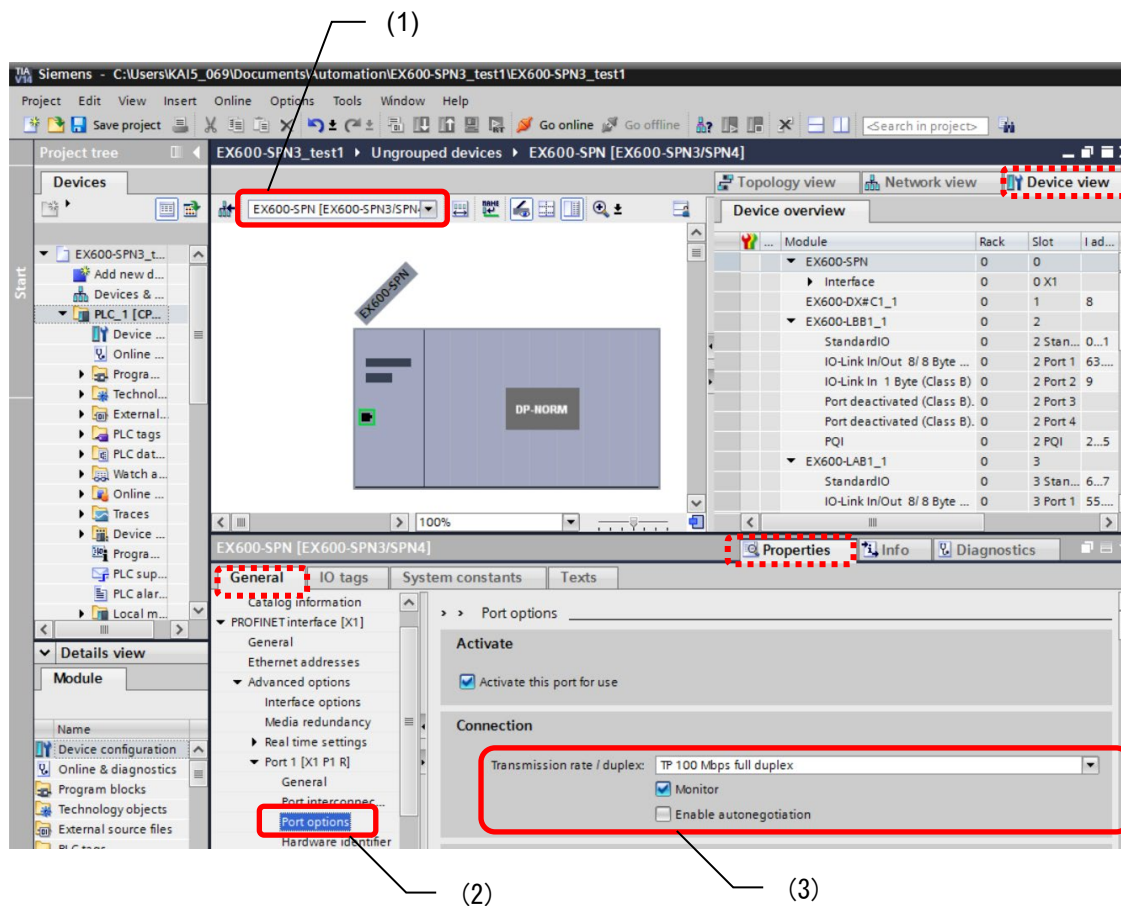 (1)
TIA V14 Siemens - C:\Users\KAI5_069\Documents\Automation\EX600-SPN3_test1\EX600-SPN3_test1
Project Edit View Insert Online Options Tools Window Help
Save project Go online Go offline <Search in project>
Project tree
EX600-SPN3_test1 ▸ Ungrouped devices ▸ EX600-SPN [EX600-SPN3/SPN4]
Devices
Topology view Network view Device view
EX600-SPN [EX600-SPN3/SPN4
Device overview
Start
EX600-SPN3_t...
Add new d...
Devices & ...
PLC_1 [CP...
Device ...
Online ...
Progra...
Technol...
External...
PLC tags
PLC dat...
Watch a...
Online ...
Traces
Device ...
Progra...
PLC sup...
PLC alar...
Local m...
EX600-SPN
DP-NORM
100%
... Module Rack Slot I ad...
EX600-SPN 0 0
Interface 0 0 X1
EX600-DX#C1_1 0 1 8
EX600-LBB1_1 0 2
StandardIO 0 2 Stan... 0...1
IO-Link In/Out 8/ 8 Byte ... 0 2 Port 1 63....
IO-Link In 1 Byte (Class B) 0 2 Port 2 9
Port deactivated (Class B). 0 2 Port 3
Port deactivated (Class B). 0 2 Port 4
PQI 0 2 PQI 2...5
EX600-LAB1_1 0 3
StandardIO 0 3 Stan... 6...7
IO-Link In/Out 8/ 8 Byte ... 0 3 Port 1 55....
EX600-SPN [EX600-SPN3/SPN4]
Properties Info Diagnostics
General IO tags System constants Texts
Catalog information
PROFINET interface [X1]
General
Ethernet addresses
Advanced options
Interface options
Media redundancy
Real time settings
Port 1 [X1 P1 R]
General
Port interconnec...
Port options
Hardware identifier
> > Port options
Activate
Activate this port for use
Connection
Transmission rate / duplex: TP 100 Mbps full duplex
Monitor
Enable autonegotiation
Details view
Module
Name
Device configuration
Online & diagnostics
Program blocks
Technology objects
External source files
PLC tags
(2)
(3)